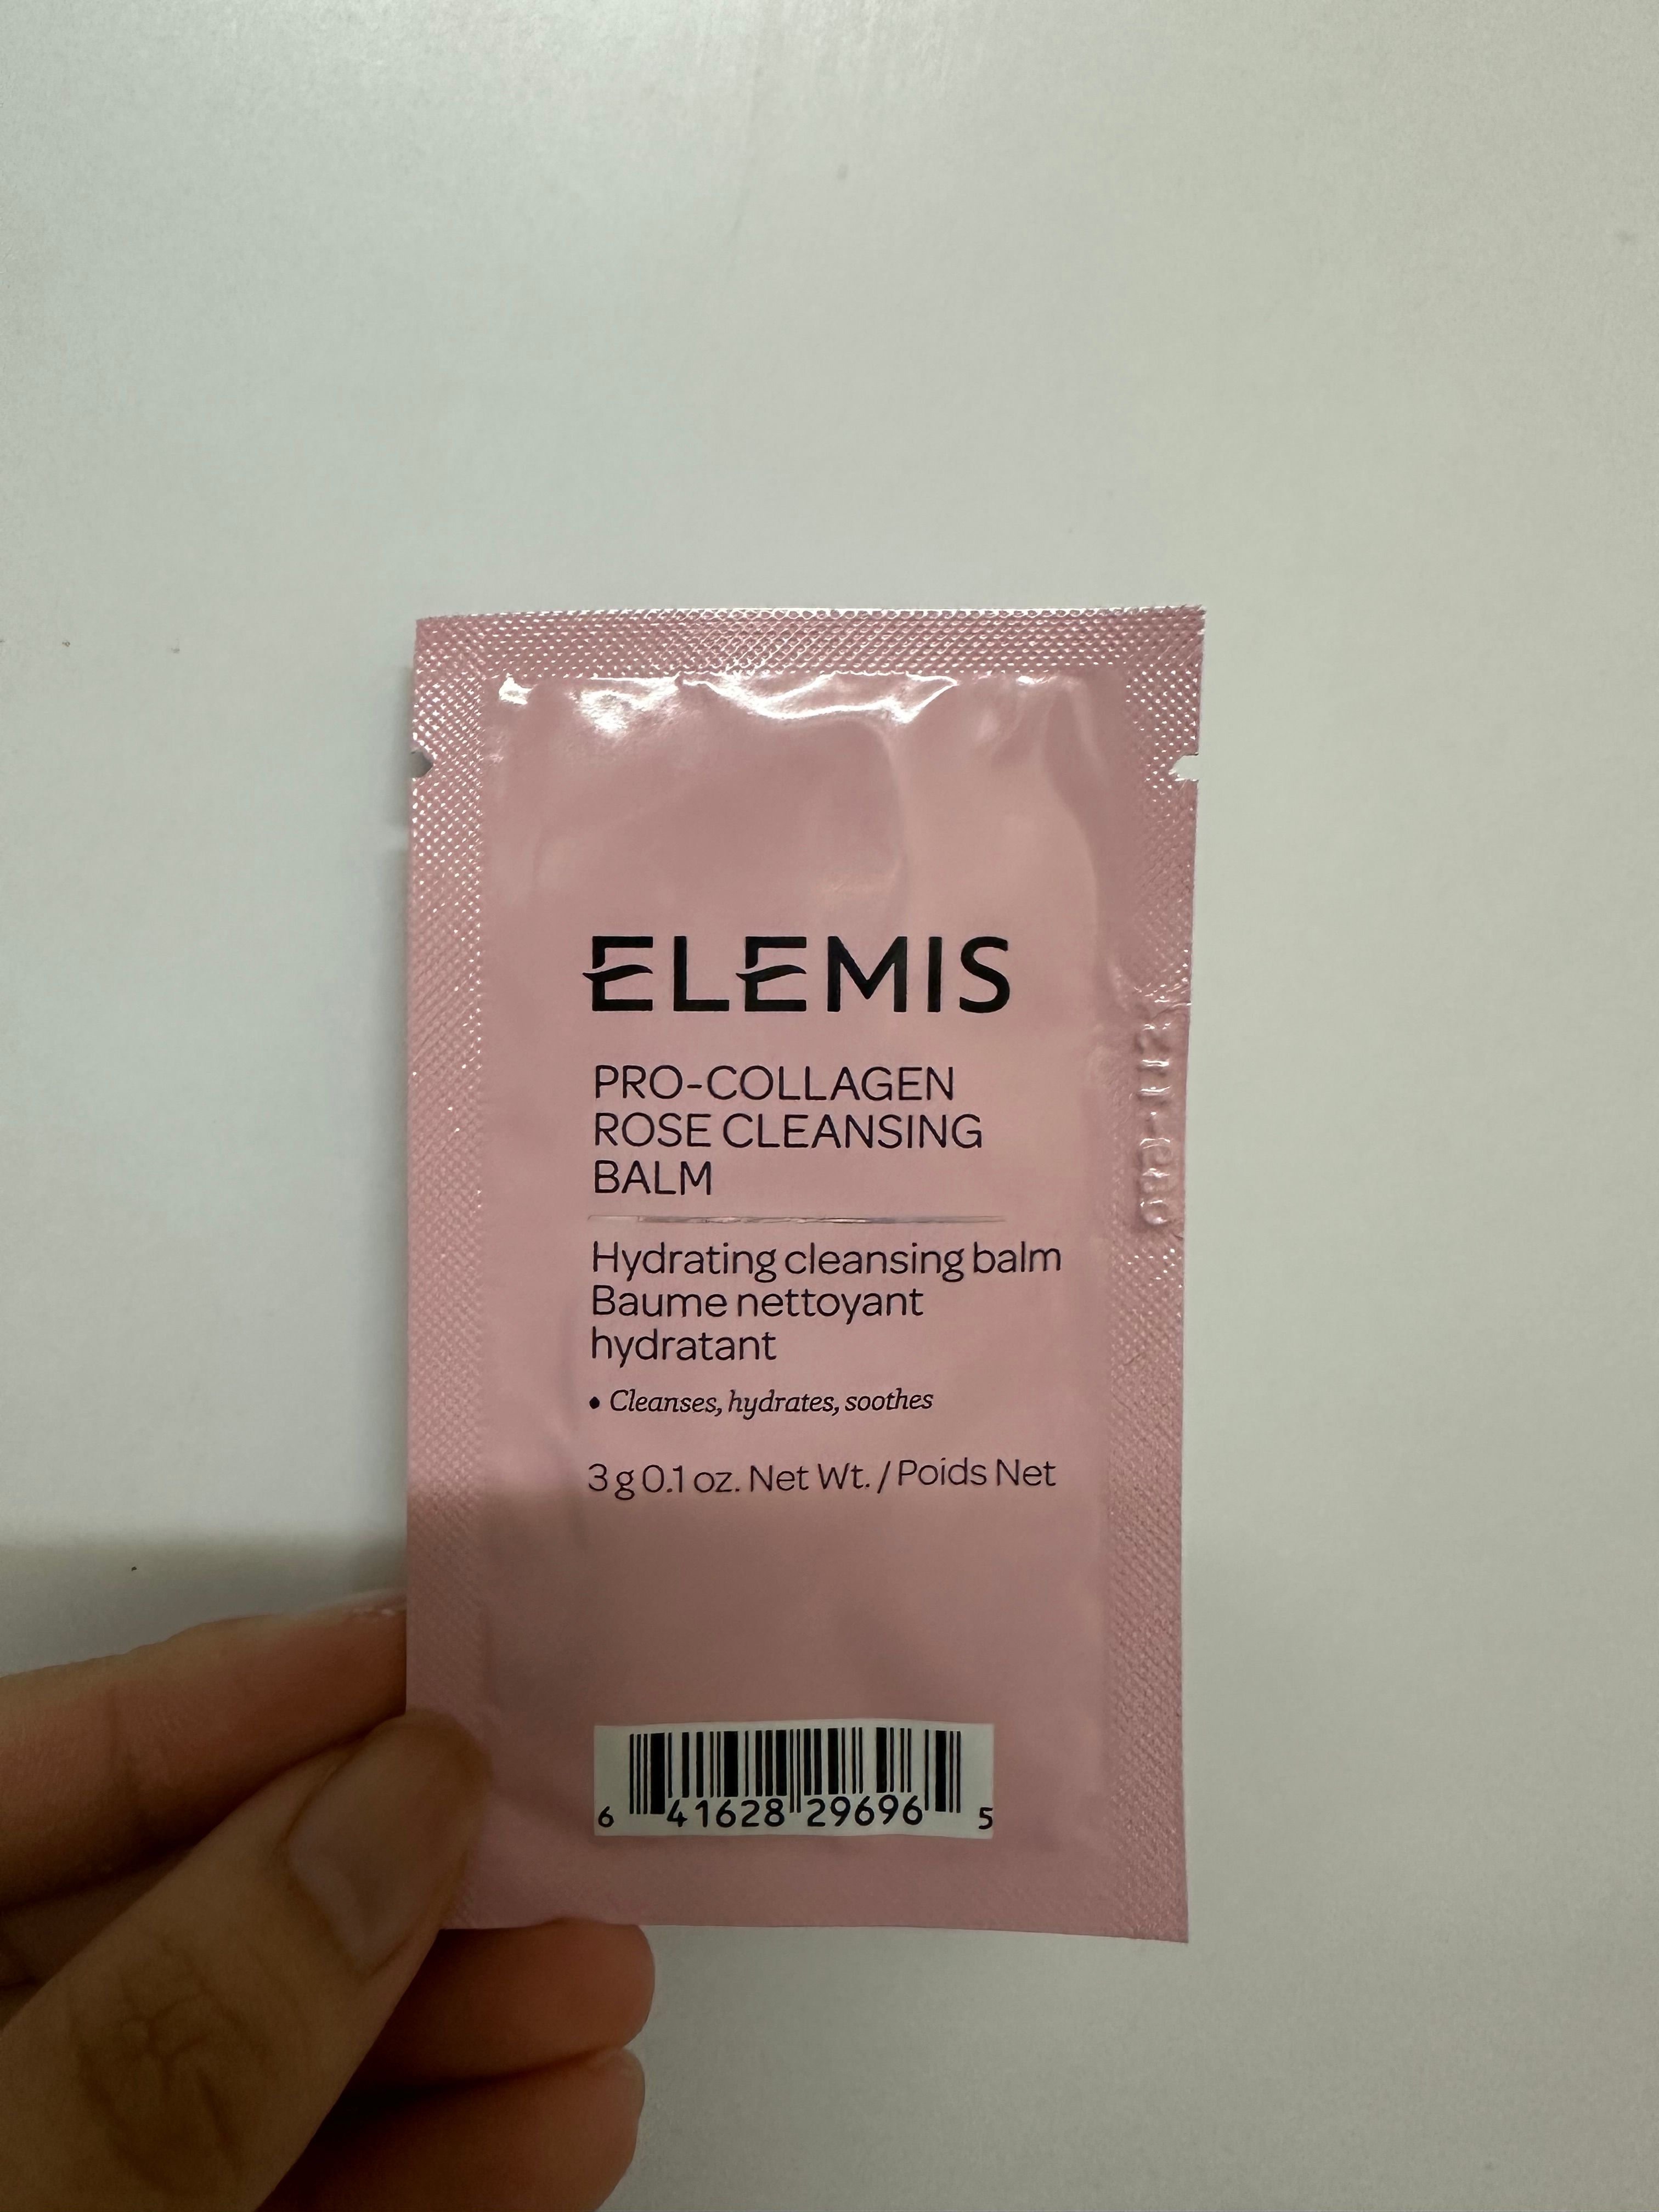 ELEMIS
PRO-COLLAGEN
ROSE CLEANSING
BALM
Hydrating cleansing balm
Baume nettoyant
hydratant
• Cleanses, hydrates, soothes
3 g 0.1 oz. Net Wt. / Poids Net
6 41628 29696 5